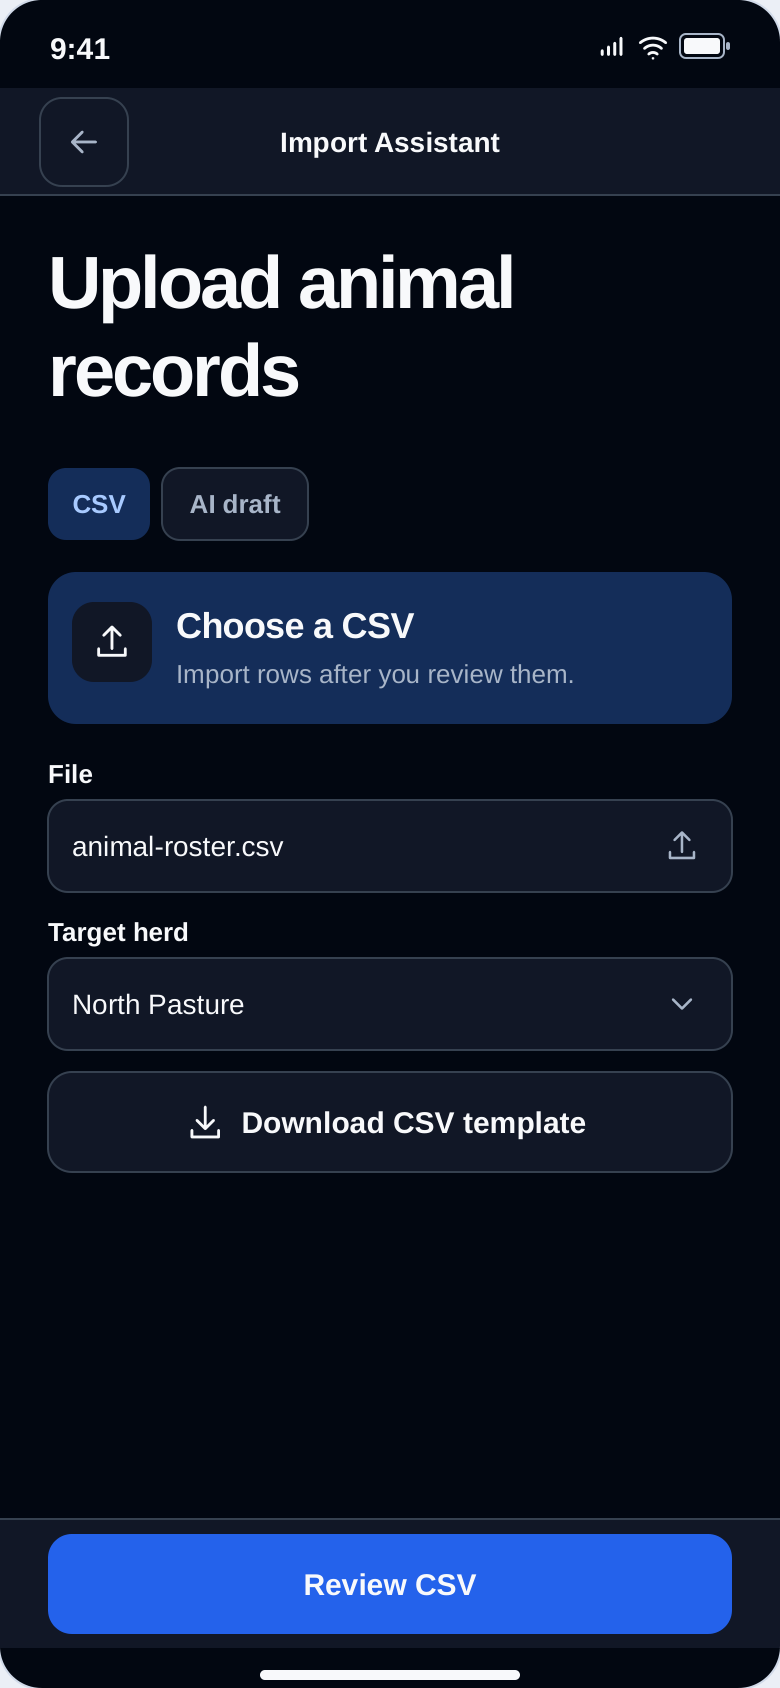 9:41
Import Assistant
Upload animal
records
CSV
AI draft
Choose a CSV
Import rows after you review them.
File
animal-roster.csv
Target herd
North Pasture
Download CSV template
Review CSV